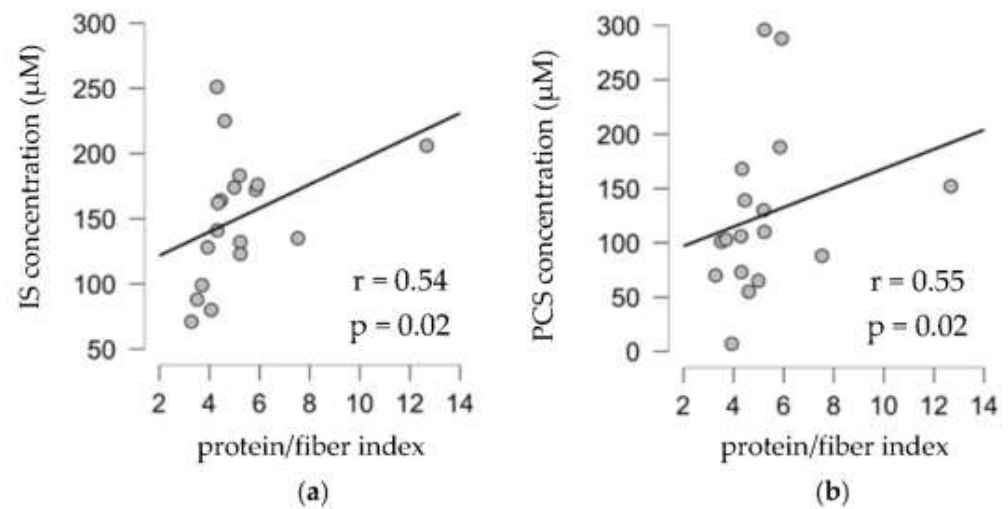 300
250
200
150
100
50
IS concentration (μM)
r = 0.54
p = 0.02
2 4 6 8 10 12 14
protein/fiber index
(a)
300
250
200
150
100
50
0
PCS concentration (μM)
r = 0.55
p = 0.02
2 4 6 8 10 12 14
protein/fiber index
(b)